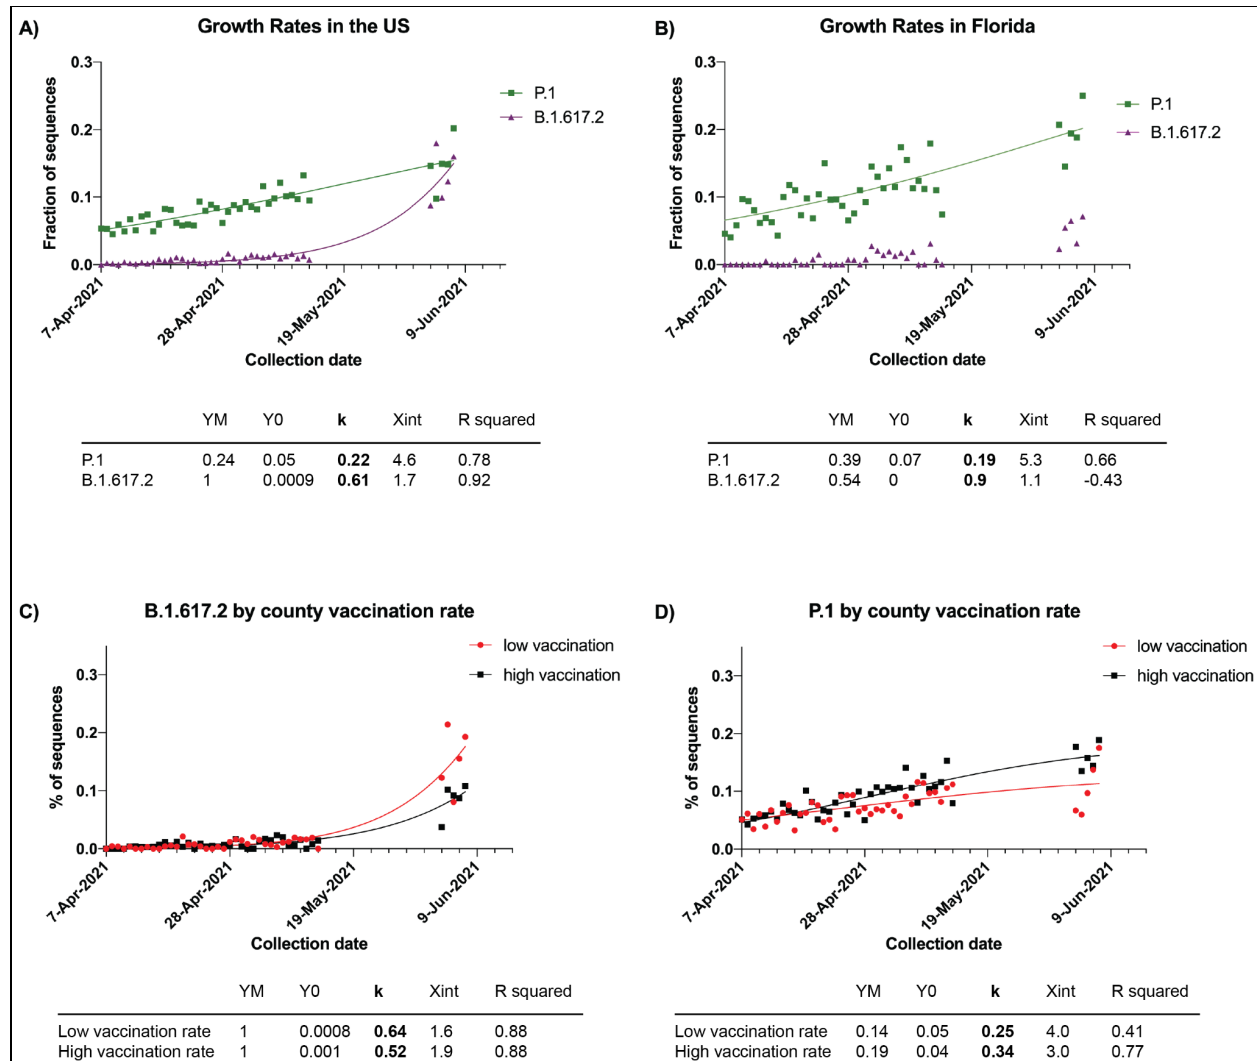 A)
Growth Rates in the US
Fraction of sequences
0.3
0.2
0.1
0.0
7-Apr-2021
28-Apr-2021
19-May-2021
9-Jun-2021
Collection date
P.1
B.1.617.2
YM Y0 k Xint R squared
P.1 0.24 0.05 0.22 4.6 0.78
B.1.617.2 1 0.0009 0.61 1.7 0.92
B)
Growth Rates in Florida
Fraction of sequences
0.3
0.2
0.1
0.0
7-Apr-2021
28-Apr-2021
19-May-2021
9-Jun-2021
Collection date
P.1
B.1.617.2
YM Y0 k Xint R squared
P.1 0.39 0.07 0.19 5.3 0.66
B.1.617.2 0.54 0 0.9 1.1 -0.43
C)
B.1.617.2 by county vaccination rate
% of sequences
0.3
0.2
0.1
0.0
7-Apr-2021
28-Apr-2021
19-May-2021
9-Jun-2021
Collection date
low vaccination
high vaccination
YM Y0 k Xint R squared
Low vaccination rate 1 0.0008 0.64 1.6 0.88
High vaccination rate 1 0.001 0.52 1.9 0.88
D)
P.1 by county vaccination rate
% of sequences
0.3
0.2
0.1
0.0
7-Apr-2021
28-Apr-2021
19-May-2021
9-Jun-2021
Collection date
low vaccination
high vaccination
YM Y0 k Xint R squared
Low vaccination rate 0.14 0.05 0.25 4.0 0.41
High vaccination rate 0.19 0.04 0.34 3.0 0.77